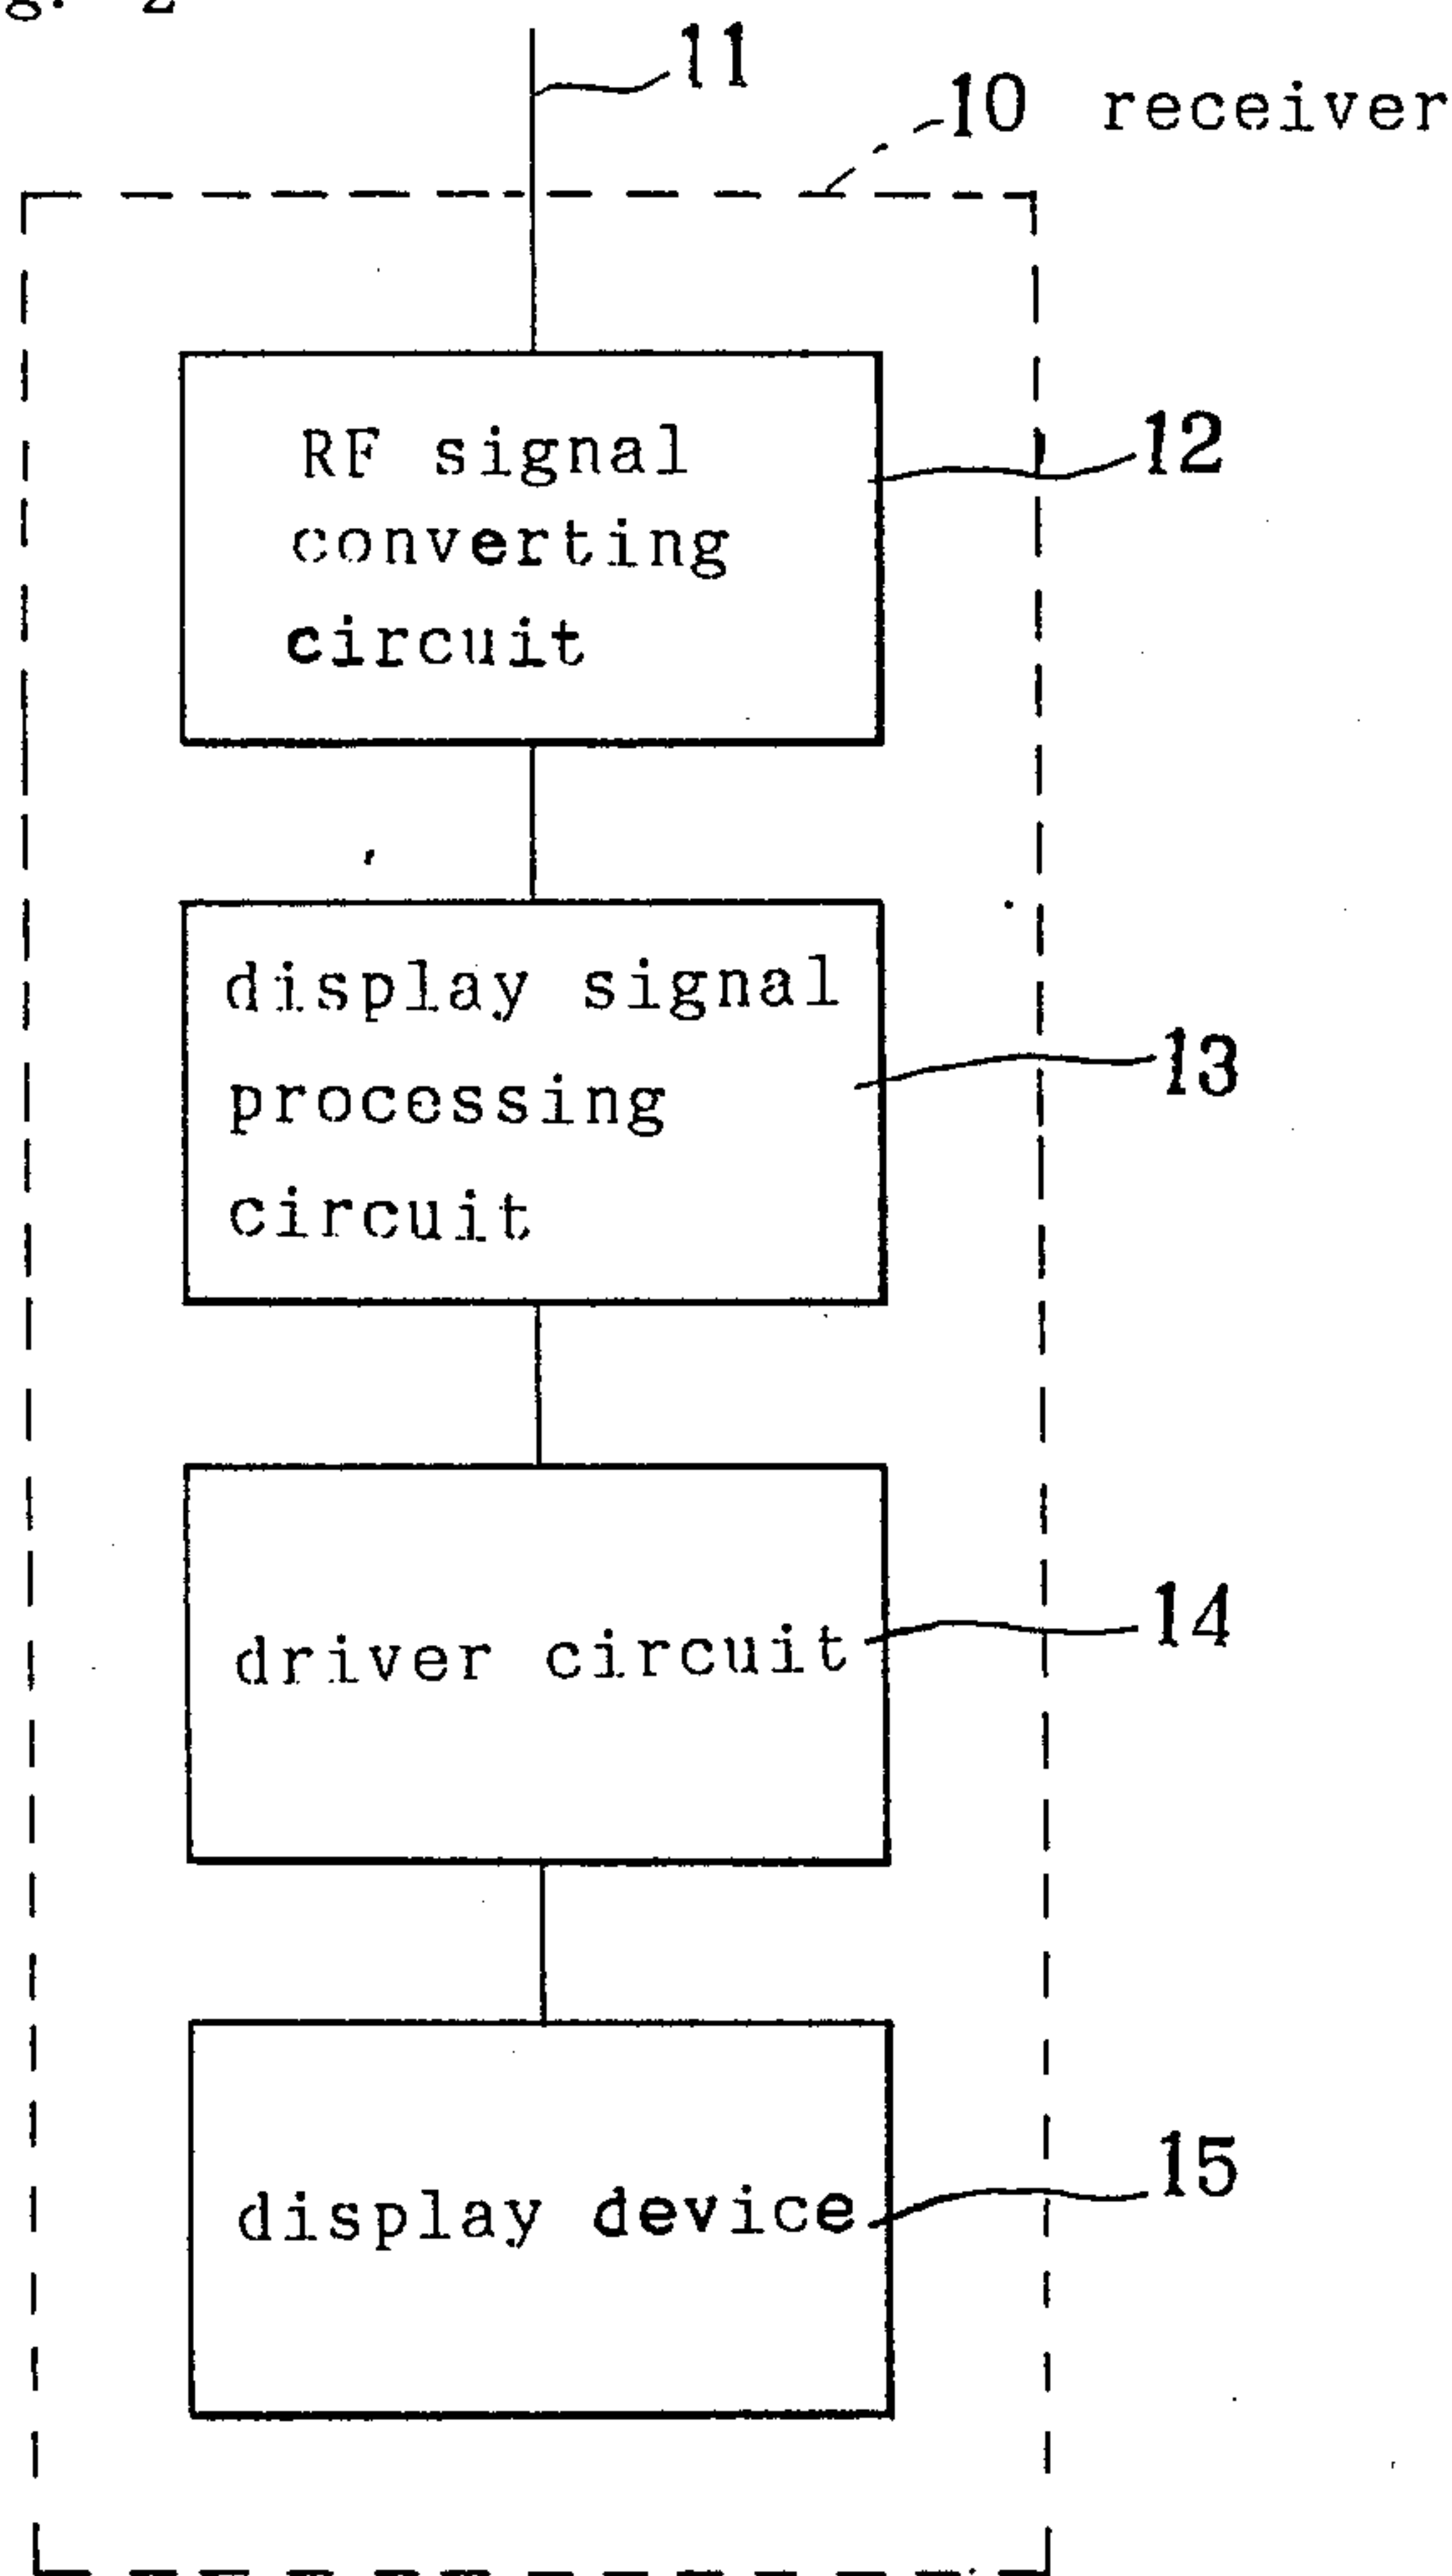 g. 2
11
10 receiver
RF signal
converting
circuit
12
display signal
processing
circuit
13
driver circuit
14
display device
15